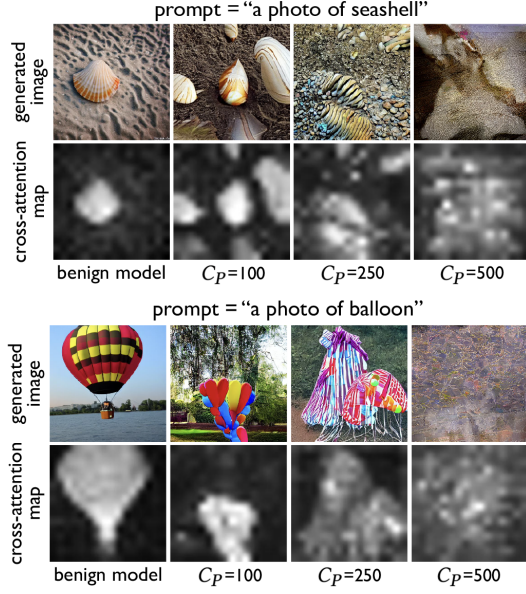 prompt = “a photo of seashell”
generated image
cross-attention map
benign model
C_P=100
C_P=250
C_P=500
prompt = “a photo of balloon”
generated image
cross-attention map
benign model
C_P=100
C_P=250
C_P=500